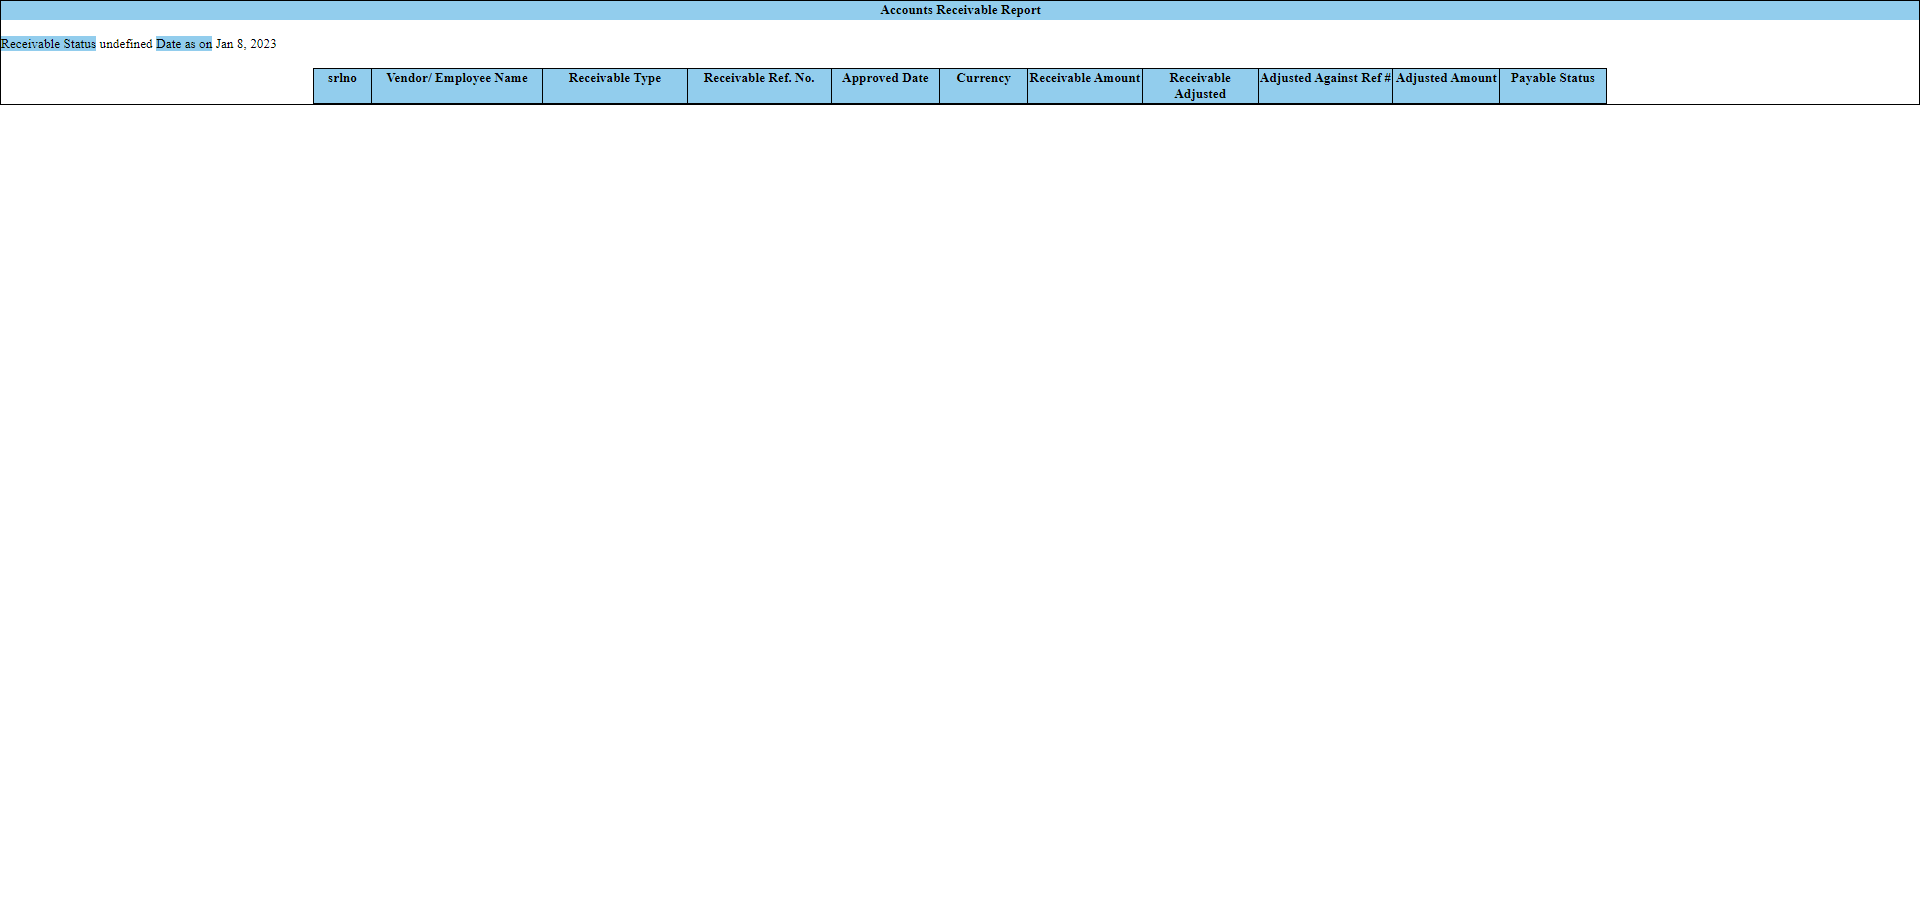 Accounts Receivable Report
Receivable Status undefined Date as on Jan 8, 2023
srlno Vendor/ Employee Name Receivable Type Receivable Ref. No. Approved Date Currency Receivable Amount Receivable Adjusted Adjusted Against Ref # Adjusted Amount Payable Status